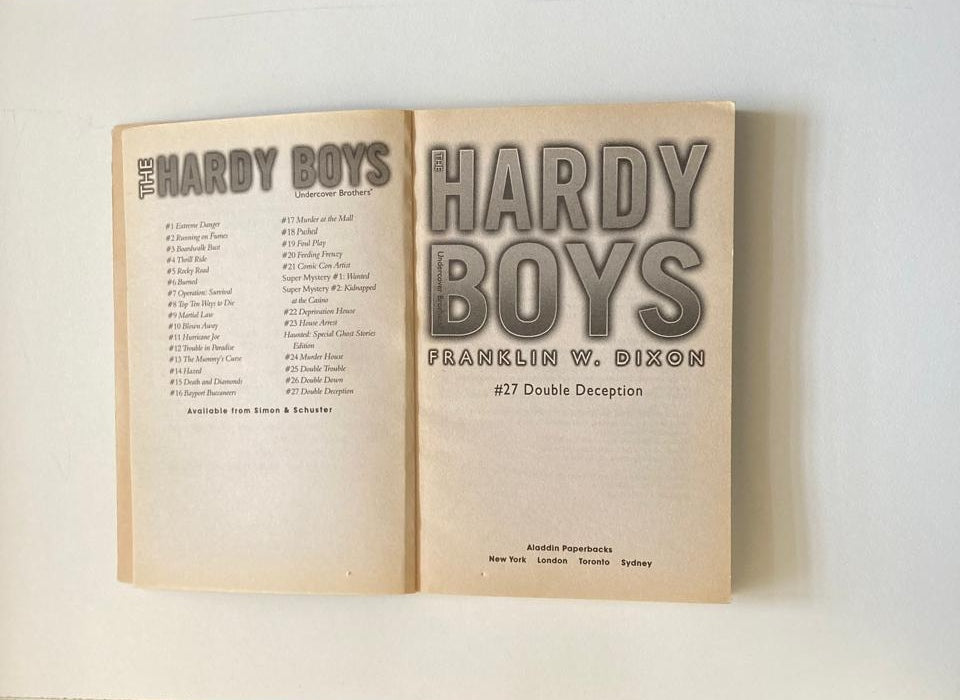 THE HARDY BOYS
Undercover Brothers*
#1 Extreme Danger
#2 Running on Fumes
#3 Boardwalk Bust
#4 Thrill Ride
#5 Rocky Road
#6 Burned
#7 Operation: Survival
#8 Top Ten Ways to Die
#9 Martial Law
#10 Blown Away
#11 Hurricane Joe
#12 Trouble in Paradise
#13 The Mummy's Curse
#14 Hazed
#15 Death and Diamonds
#16 Bayport Buccaneers
#17 Murder at the Mall
#18 Pushed
#19 Foul Play
#20 Feeding Frenzy
#21 Comic Con Artist
Super Mystery #1: Wanted
Super Mystery #2: Kidnapped
at the Casino
#22 Deprivation House
#23 House Arrest
Haunted: Special Ghost Stories
Edition
#24 Murder House
#25 Double Trouble
#26 Double Down
#27 Double Deception
Available from Simon & Schuster
THE HARDY
BOYS
Undercover Brothers
FRANKLIN W. DIXON
#27 Double Deception
Aladdin Paperbacks
New York London Toronto Sydney